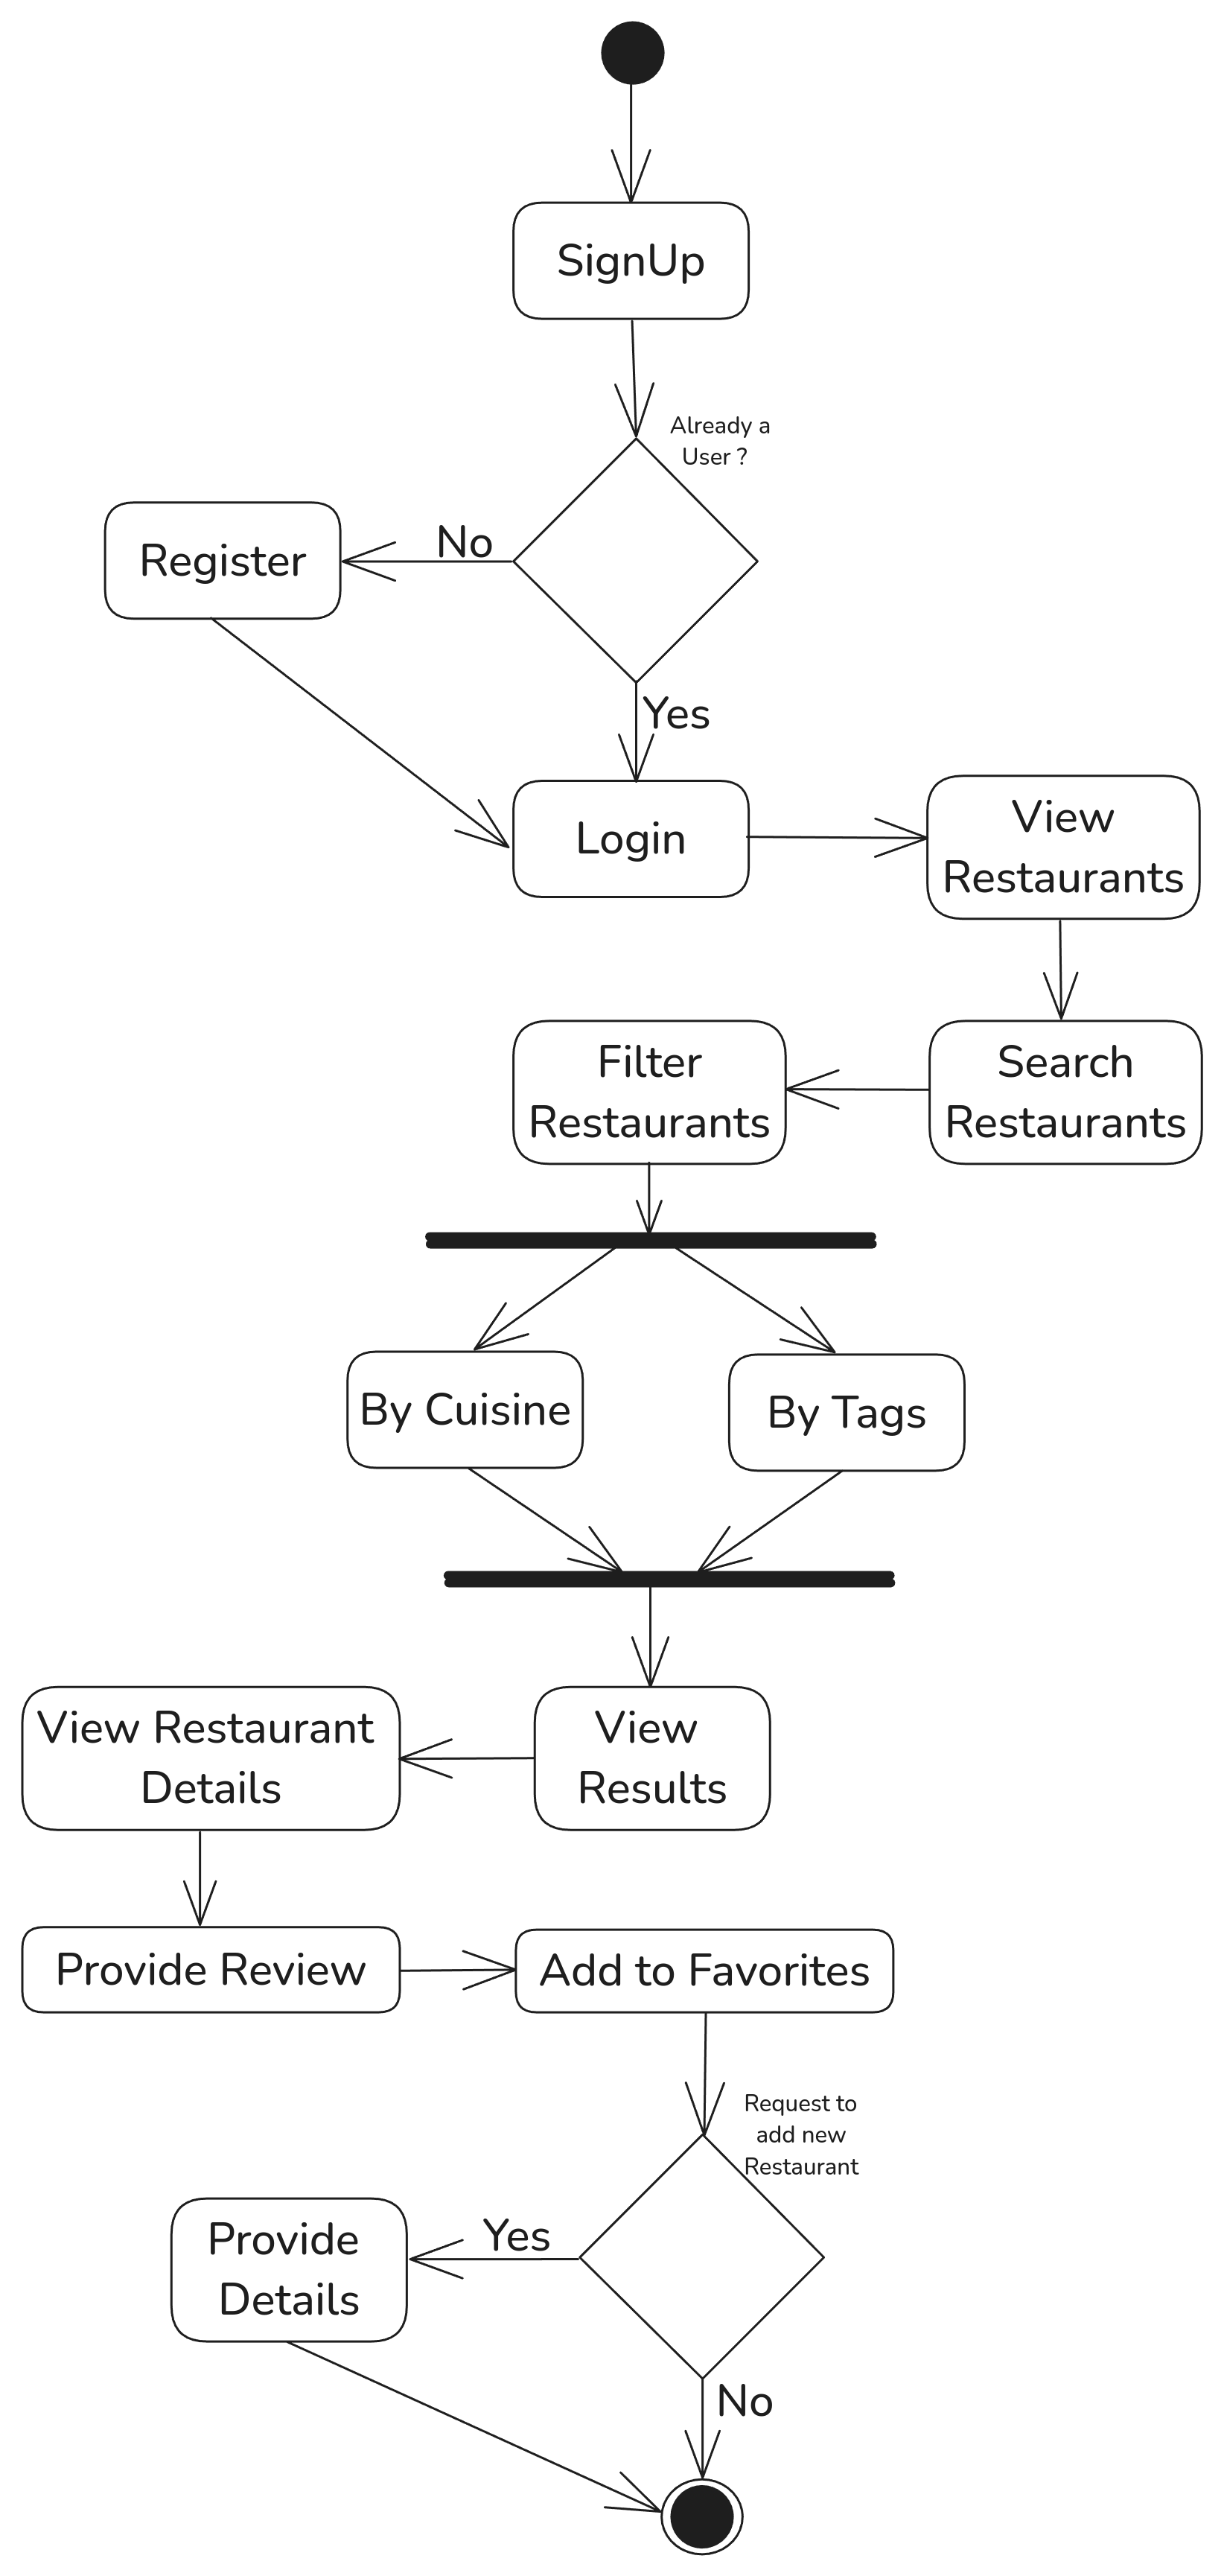 SignUp
Already a
User ?
No
Register
Yes
Login
View
Restaurants
Filter
Restaurants
Search
Restaurants
By Cuisine
By Tags
View Restaurant
Details
View
Results
Provide Review
Add to Favorites
Request to
add new
Restaurant
Yes
Provide
Details
No